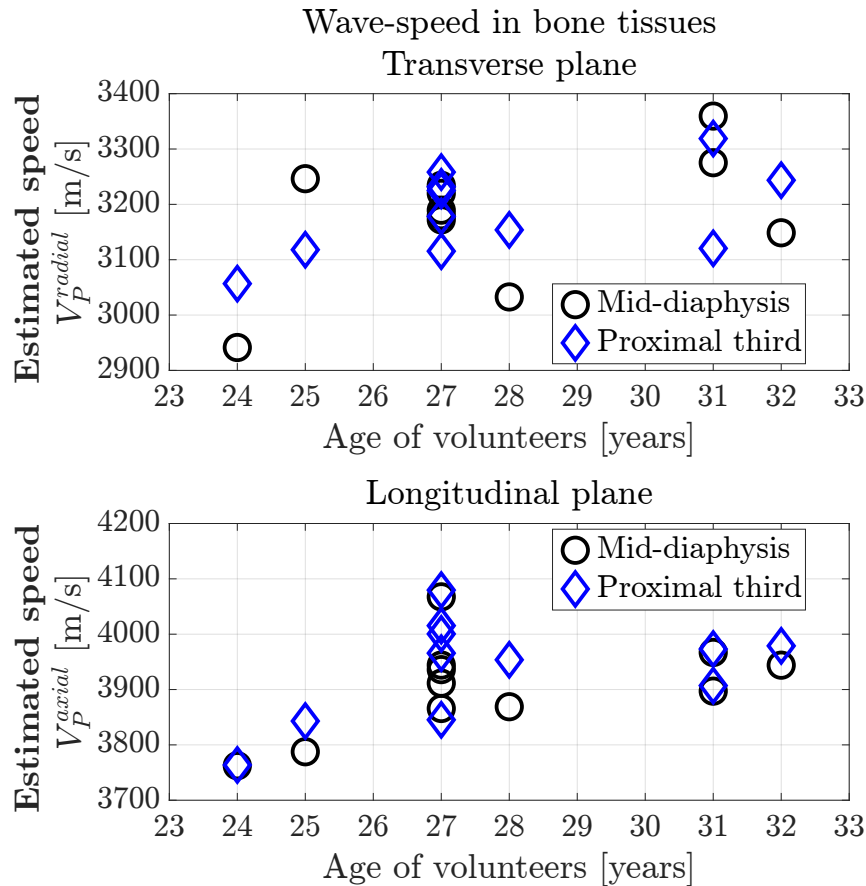 Wave-speed in bone tissues
Transverse plane
Estimated speed
V_P^{radial} [m/s]
3400
3300
3200
3100
3000
2900
Mid-diaphysis
Proximal third
23 24 25 26 27 28 29 30 31 32 33
Age of volunteers [years]
Longitudinal plane
Estimated speed
V_P^{axial} [m/s]
4200
4100
4000
3900
3800
3700
Mid-diaphysis
Proximal third
23 24 25 26 27 28 29 30 31 32 33
Age of volunteers [years]